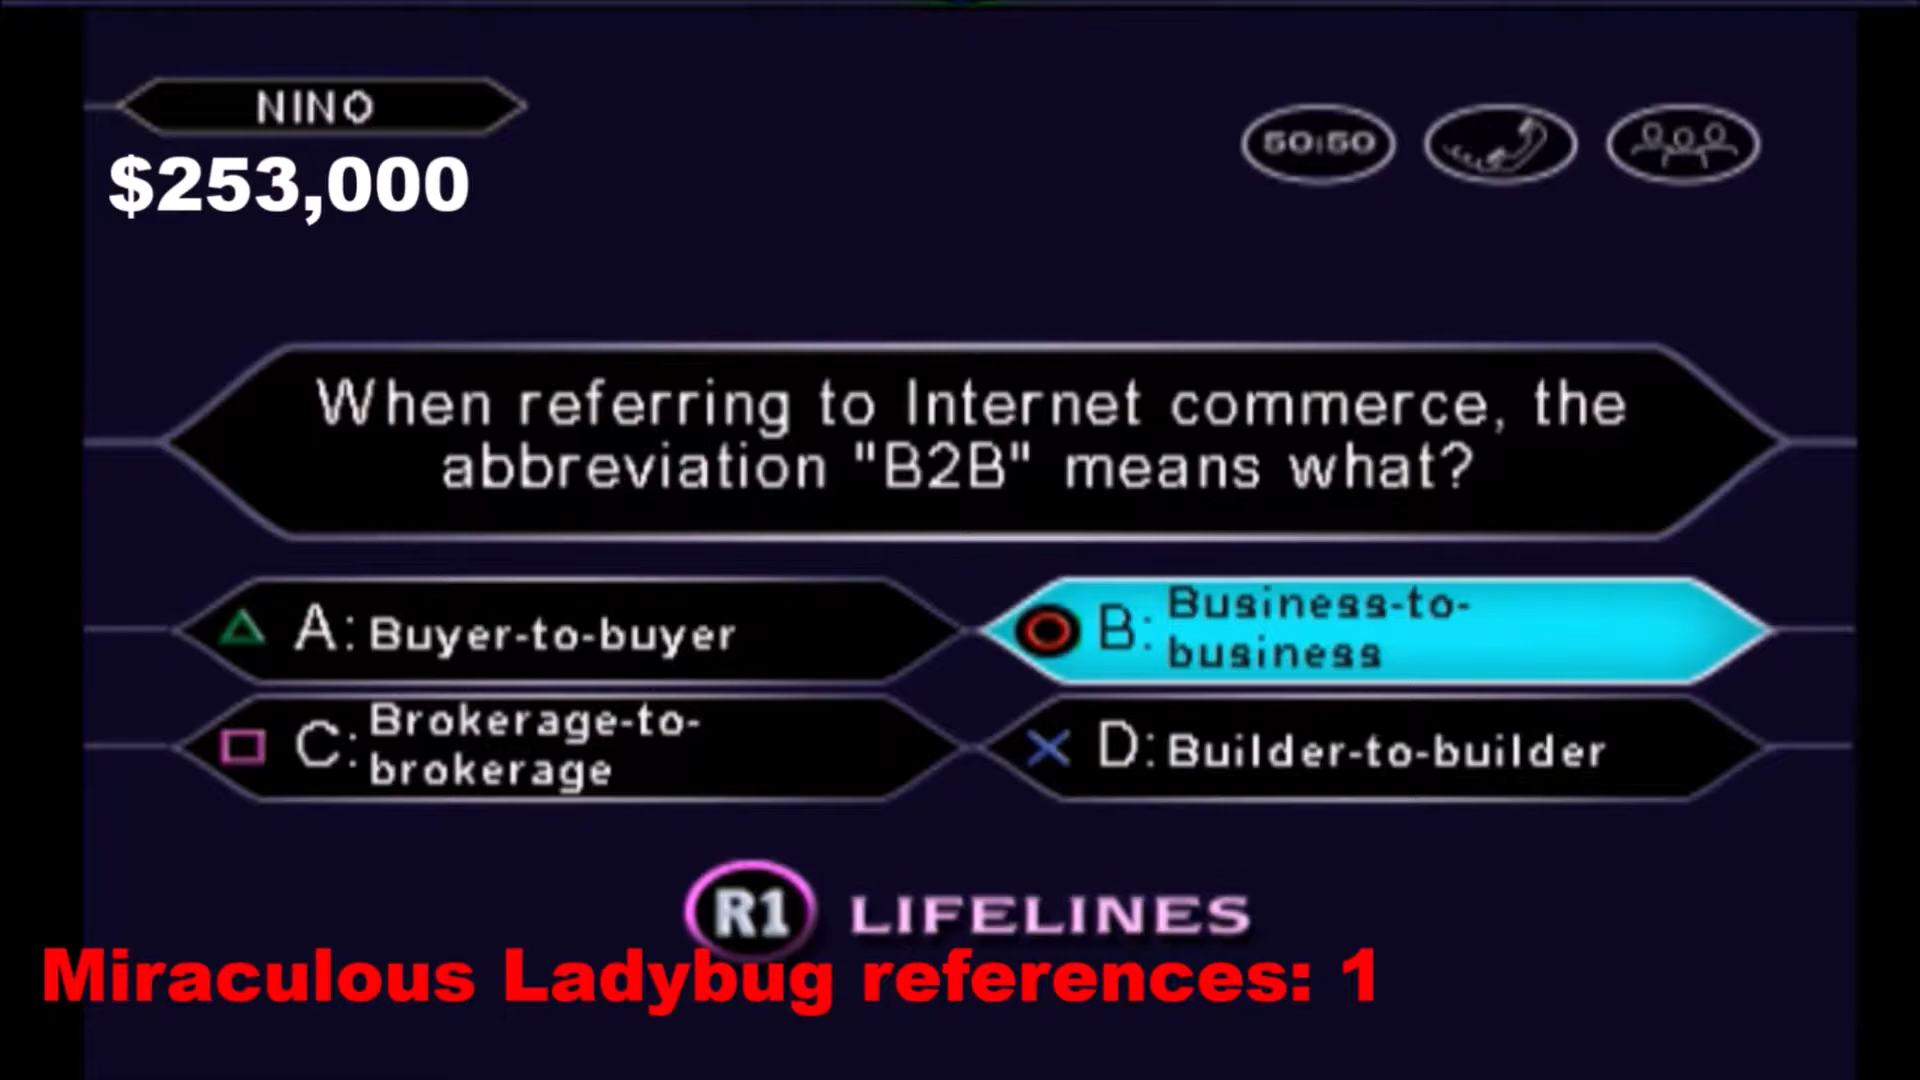 NINO
$253,000
50:50
When referring to Internet commerce, the
abbreviation "B2B" means what?
A: Buyer-to-buyer
B: Business-to-
business
C: Brokerage-to-
brokerage
D: Builder-to-builder
R1 LIFELINES
Miraculous Ladybug references: 1